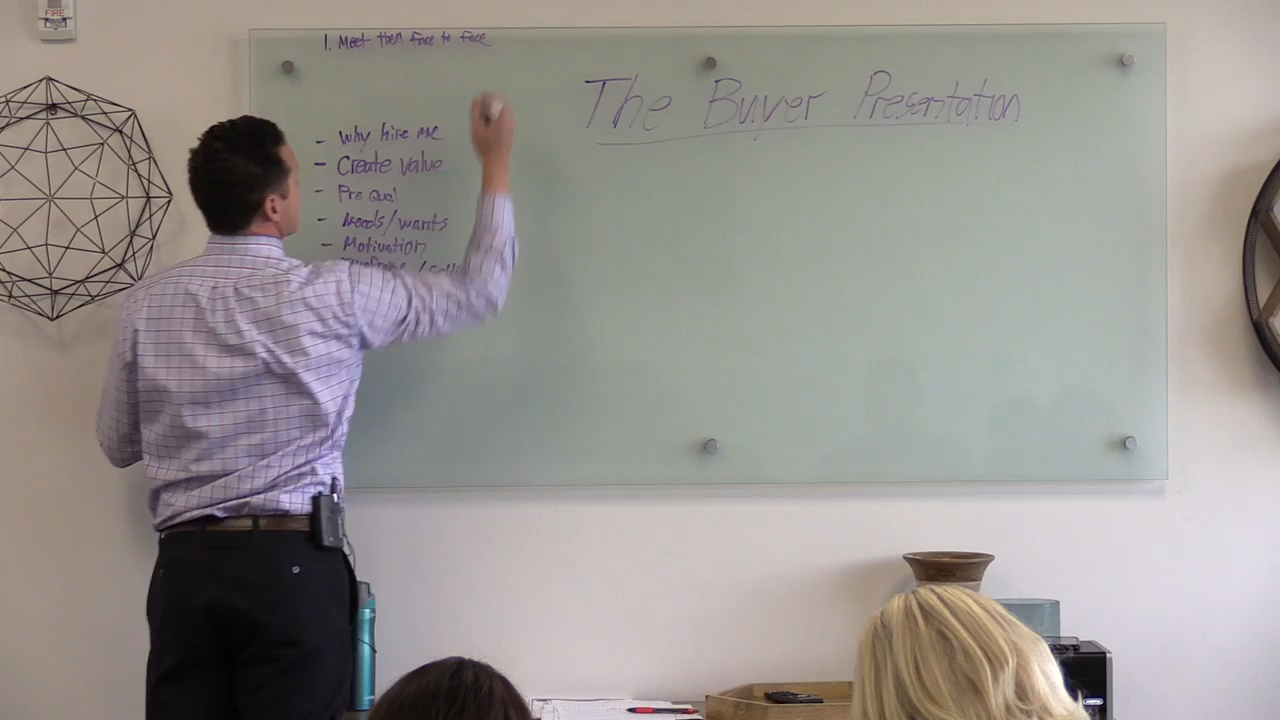 FIRE
1. Meet them Face to Face
The Buyer Presentation
- Why hire me
- Create value
- Pre Qual
- Needs/wants
- Motivation